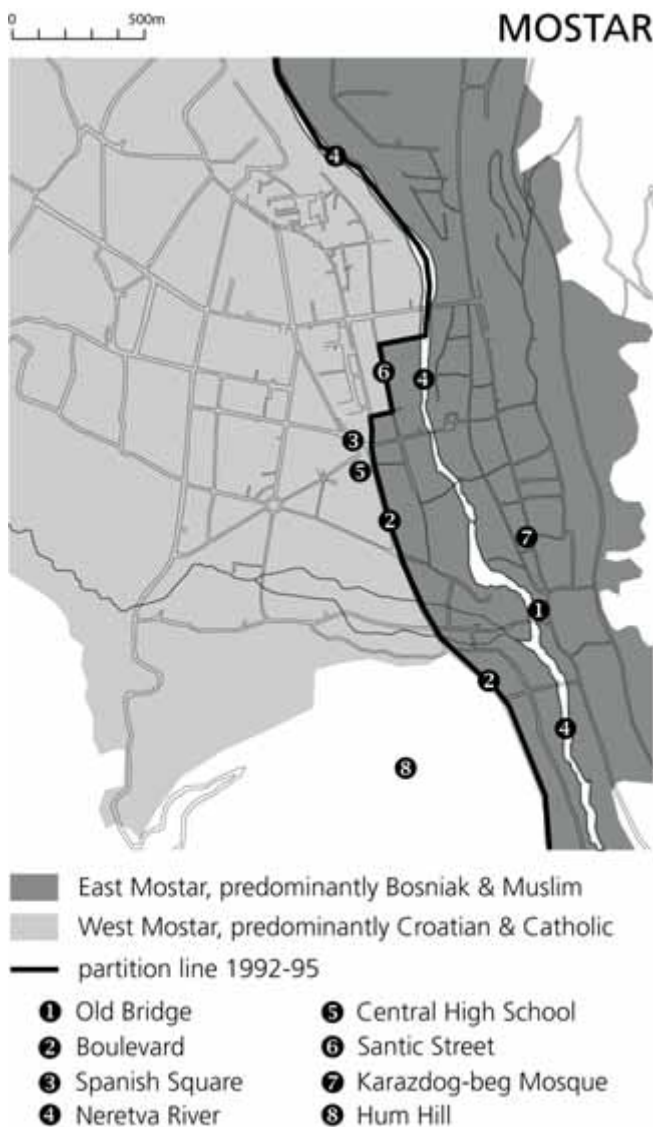 0 500m
MOSTAR
4
6
4
3
5
2
7
1
2
4
8
East Mostar, predominantly Bosniak & Muslim
West Mostar, predominantly Croatian & Catholic
partition line 1992-95
1 Old Bridge
2 Boulevard
3 Spanish Square
4 Neretva River
5 Central High School
6 Santic Street
7 Karazdog-beg Mosque
8 Hum Hill